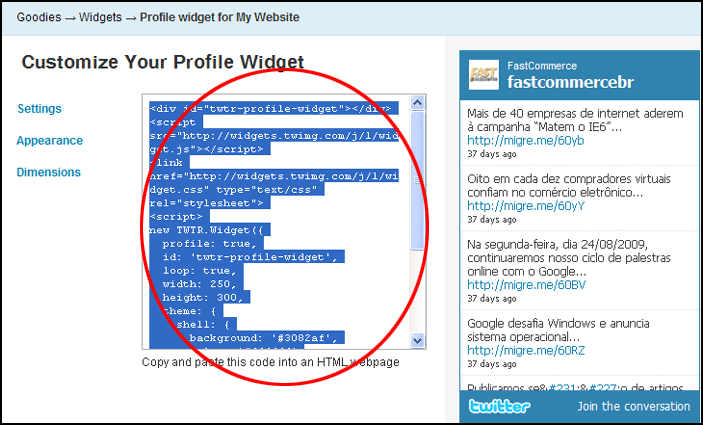 Goodies → Widgets → Profile widget for My Website
Customize Your Profile Widget
Settings
Appearance
Dimensions
<div id="twtr-profile-widget"></div>
<script
src="http://widgets.twimg.com/j/1/wid
get.js"></script>
<link
href="http://widgets.twimg.com/j/1/wi
dget.css" type="text/css"
rel="stylesheet">
<script>
new TWTR.Widget({
profile: true,
id: 'twtr-profile-widget',
loop: true,
width: 250,
height: 300,
theme: {
shell: {
background: '#3082af',
Copy and paste this code into an HTML webpage
FAST
FastCommerce
fastcommercebr
Mais de 40 empresas de internet aderem
à campanha “Matem o IE6”...
http://migre.me/60yb
37 days ago
Oito em cada dez compradores virtuais
confiam no comércio eletrônico...
http://migre.me/60yY
37 days ago
Na segunda-feira, dia 24/08/2009,
continuaremos nosso ciclo de palestras
online com o Google...
http://migre.me/60BV
37 days ago
Google desafia Windows e anuncia
sistema operacional...
http://migre.me/60RZ
37 days ago
Publicamos se&#231;&#227;o de artigos
twitter
Join the conversation